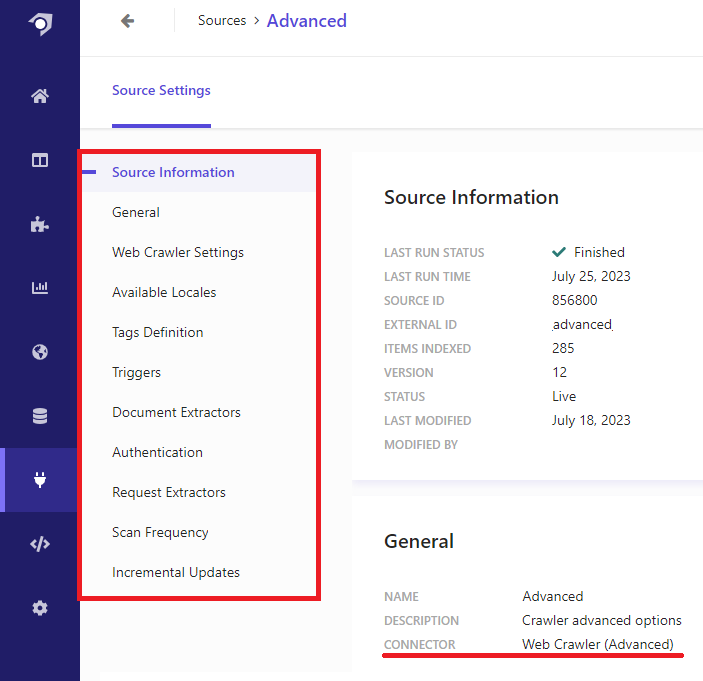 Sources > Advanced
Source Settings
Source Information
General
Web Crawler Settings
Available Locales
Tags Definition
Triggers
Document Extractors
Authentication
Request Extractors
Scan Frequency
Incremental Updates
Source Information
LAST RUN STATUS Finished
LAST RUN TIME July 25, 2023
SOURCE ID 856800
EXTERNAL ID advanced
ITEMS INDEXED 285
VERSION 12
STATUS Live
LAST MODIFIED July 18, 2023
MODIFIED BY
General
NAME Advanced
DESCRIPTION Crawler advanced options
CONNECTOR Web Crawler (Advanced)